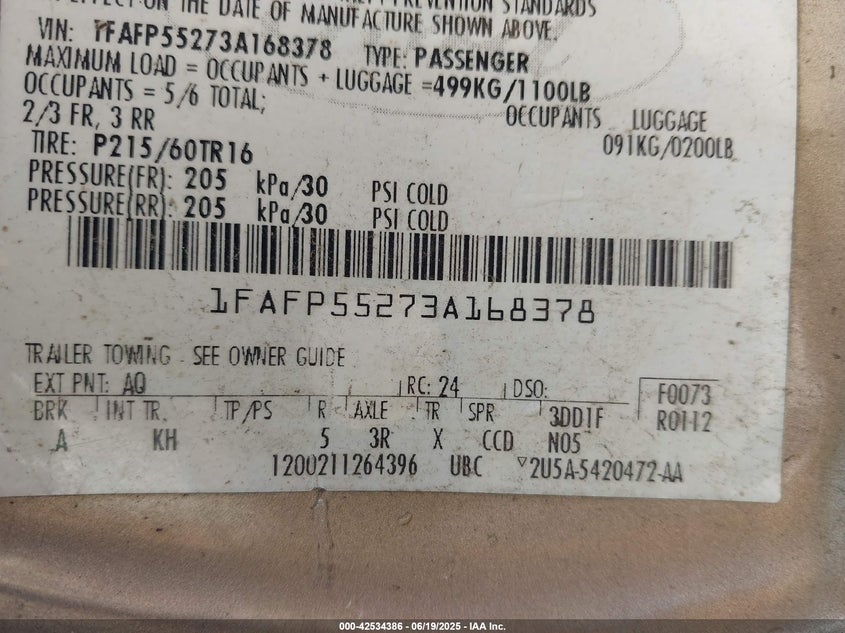 EFFECT ON THE DATE OF MANUFACTURE SHOWN ABOVE.
VIN: 1FAFP55273A168378 TYPE: PASSENGER
MAXIMUM LOAD = OCCUPANTS + LUGGAGE =499KG/1100LB
OCCUPANTS = 5/6 TOTAL; OCCUPANTS LUGGAGE
2/3 FR, 3 RR 091KG/0200LB
TIRE: P215/60TR16
PRESSURE(FR): 205 kPa/30 PSI COLD
PRESSURE(RR): 205 kPa/30 PSI COLD
1FAFP55273A168378
TRAILER TOWING - SEE OWNER GUIDE
EXT PNT: AQ RC: 24 DSO: F0073
BRK INT TR. TP/PS R AXLE TR SPR 3DD1F R0112
A KH 5 3R X CCD N05
1200211264396 UBC ▽2U5A-5420472-AA
000-42534386 - 06/19/2025 - IAA Inc.